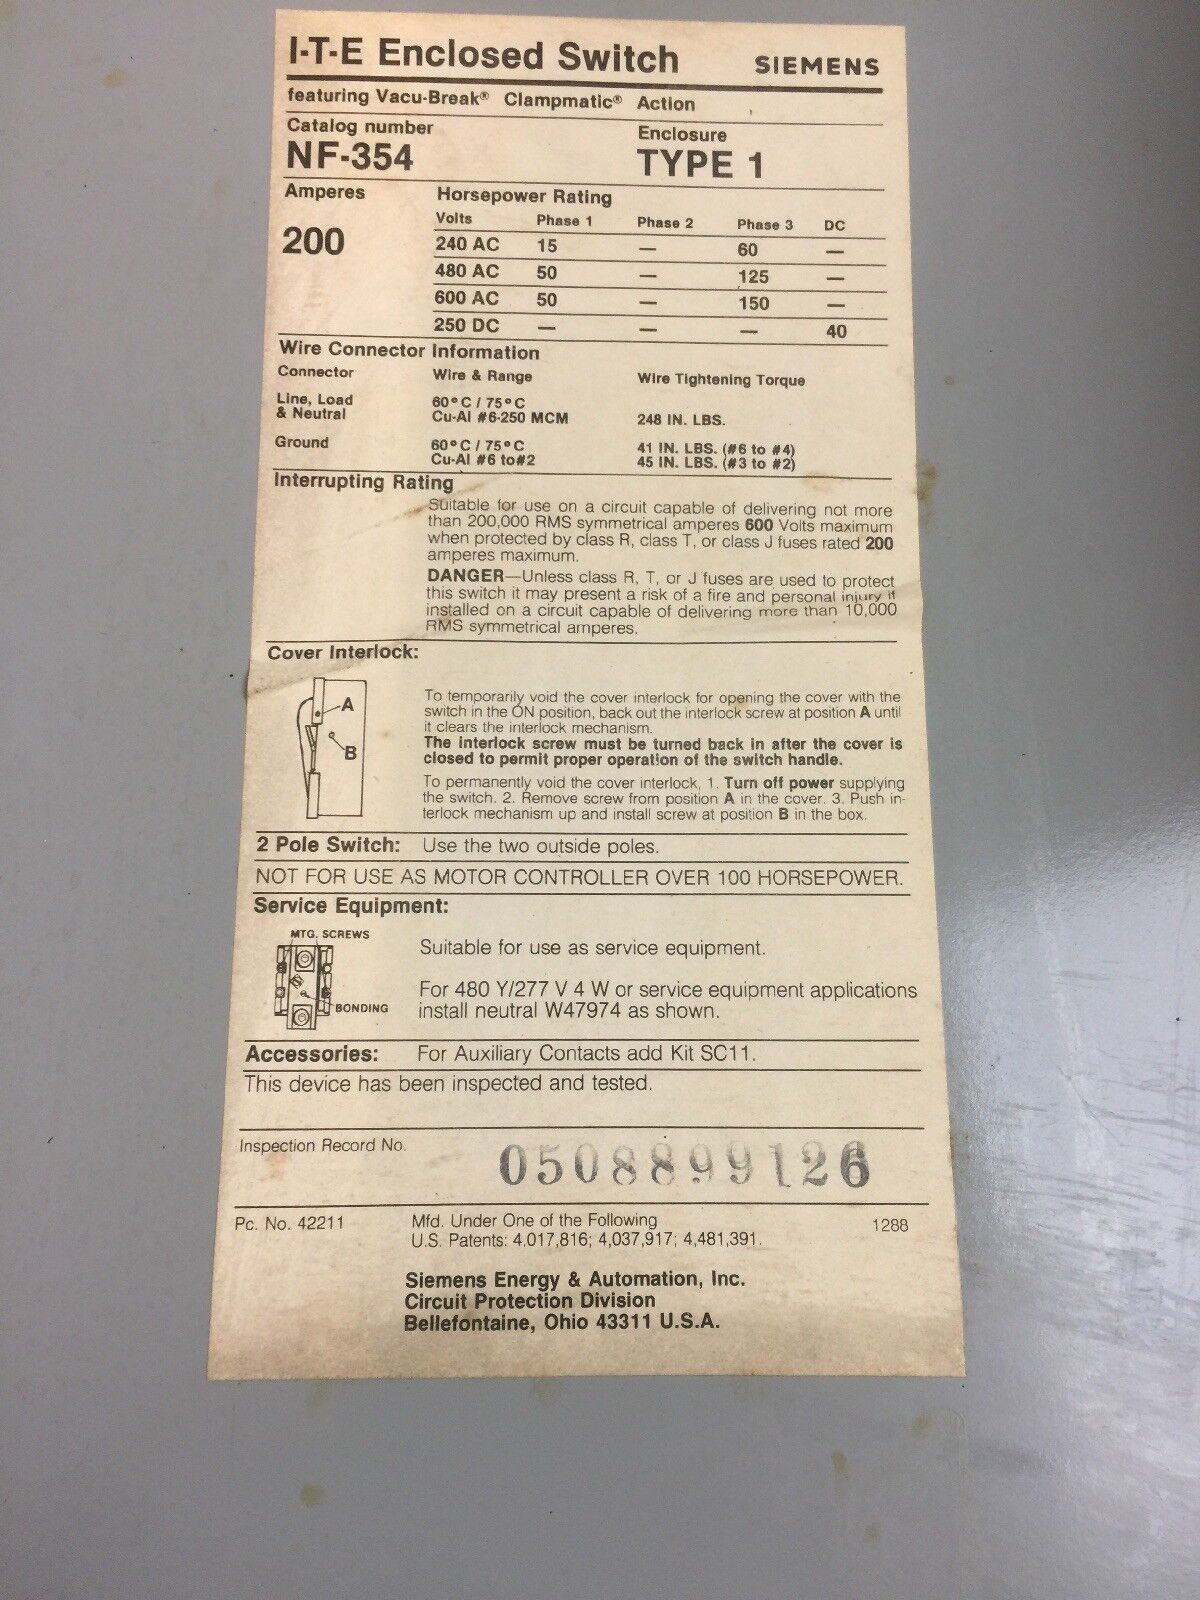 I-T-E Enclosed Switch SIEMENS
featuring Vacu-Break® Clampmatic® Action
Catalog number Enclosure
NF-354 TYPE 1
Amperes Horsepower Rating
Volts Phase 1 Phase 2 Phase 3 DC
200
240 AC 15 — 60 —
480 AC 50 — 125 —
600 AC 50 — 150 —
250 DC — — — 40
Wire Connector Information
Connector Wire & Range Wire Tightening Torque
Line, Load 60°C / 75°C
& Neutral Cu-Al #6-250 MCM 248 IN. LBS.
Ground 60°C / 75°C 41 IN. LBS. (#6 to #4)
Cu-Al #6 to#2 45 IN. LBS. (#3 to #2)
Interrupting Rating
Suitable for use on a circuit capable of delivering not more
than 200,000 RMS symmetrical amperes 600 Volts maximum
when protected by class R, class T, or class J fuses rated 200
amperes maximum.
DANGER—Unless class R, T, or J fuses are used to protect
this switch it may present a risk of a fire and personal injury if
installed on a circuit capable of delivering more than 10,000
RMS symmetrical amperes.
Cover Interlock:
A
B
To temporarily void the cover interlock for opening the cover with the
switch in the ON position, back out the interlock screw at position A until
it clears the interlock mechanism.
The interlock screw must be turned back in after the cover is
closed to permit proper operation of the switch handle.
To permanently void the cover interlock, 1. Turn off power supplying
the switch. 2. Remove screw from position A in the cover. 3. Push in-
terlock mechanism up and install screw at position B in the box.
2 Pole Switch: Use the two outside poles.
NOT FOR USE AS MOTOR CONTROLLER OVER 100 HORSEPOWER.
Service Equipment:
MTG. SCREWS
BONDING
Suitable for use as service equipment.
For 480 Y/277 V 4 W or service equipment applications
install neutral W47974 as shown.
Accessories: For Auxiliary Contacts add Kit SC11.
This device has been inspected and tested.
Inspection Record No. 0508899126
Pc. No. 42211 Mfd. Under One of the Following 1288
U.S. Patents: 4,017,816; 4,037,917; 4,481,391.
Siemens Energy & Automation, Inc.
Circuit Protection Division
Bellefontaine, Ohio 43311 U.S.A.